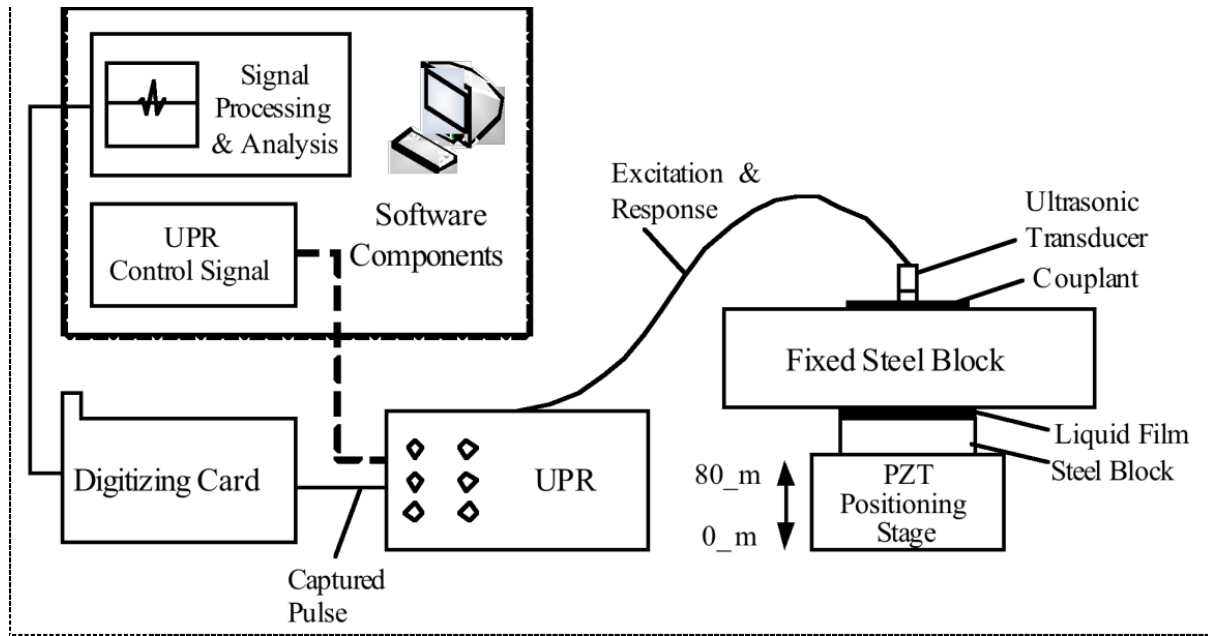 Signal
Processing
& Analysis
Software
Components
UPR
Control Signal
Digitizing Card
Captured
Pulse
UPR
Excitation &
Response
Ultrasonic
Transducer
Couplant
Fixed Steel Block
Liquid Film
Steel Block
80_m
0_m
PZT
Positioning
Stage